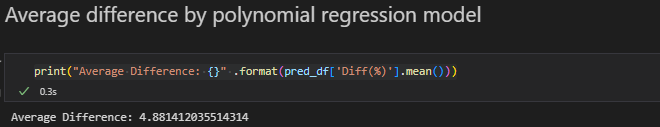 Average difference by polynomial regression model
print("Average Difference: {}" .format(pred_df['Diff(%)'].mean()))
0.3s
Average Difference: 4.881412035514314